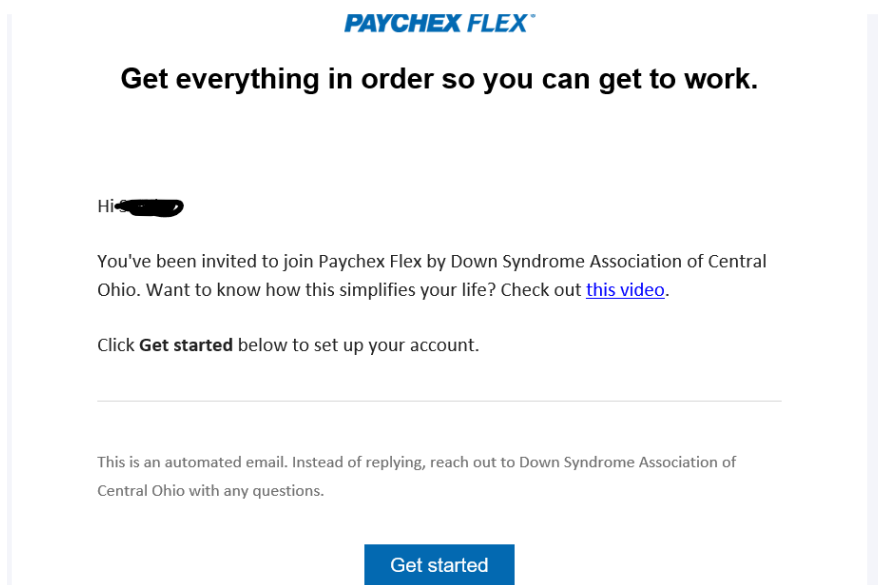 PAYCHEX FLEX
Get everything in order so you can get to work.
Hi
You've been invited to join Paychex Flex by Down Syndrome Association of Central
Ohio. Want to know how this simplifies your life? Check out this video.
Click Get started below to set up your account.
This is an automated email. Instead of replying, reach out to Down Syndrome Association of
Central Ohio with any questions.
Get started